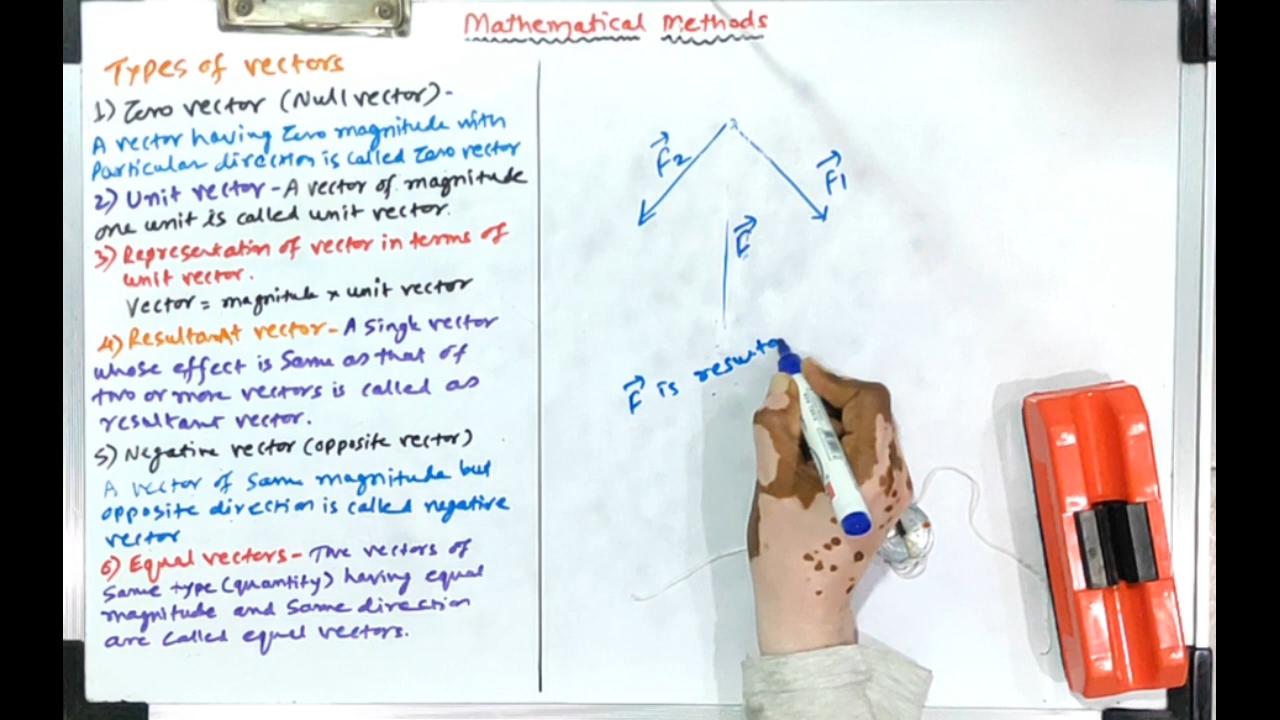 Mathematical Methods
Types of vectors
1) Zero vector (Null vector) -
A vector having zero magnitude with
Particular direction is called zero vector
2) Unit vector - A vector of magnitude
one unit is called unit vector.
3) Representation of vector in terms of
unit vector.
Vector = magnitude x unit vector
4) Resultant vector - A single vector
whose effect is same as that of
two or more vectors is called as
resultant vector.
5) Negative vector (opposite vector)
A vector of same magnitude but
opposite direction is called negative
vector
6) Equal vectors - The vectors of
same type (quantity) having equal
magnitude and same direction
are called equal vectors.
F⃗2
F⃗1
F⃗
F⃗ is resulta